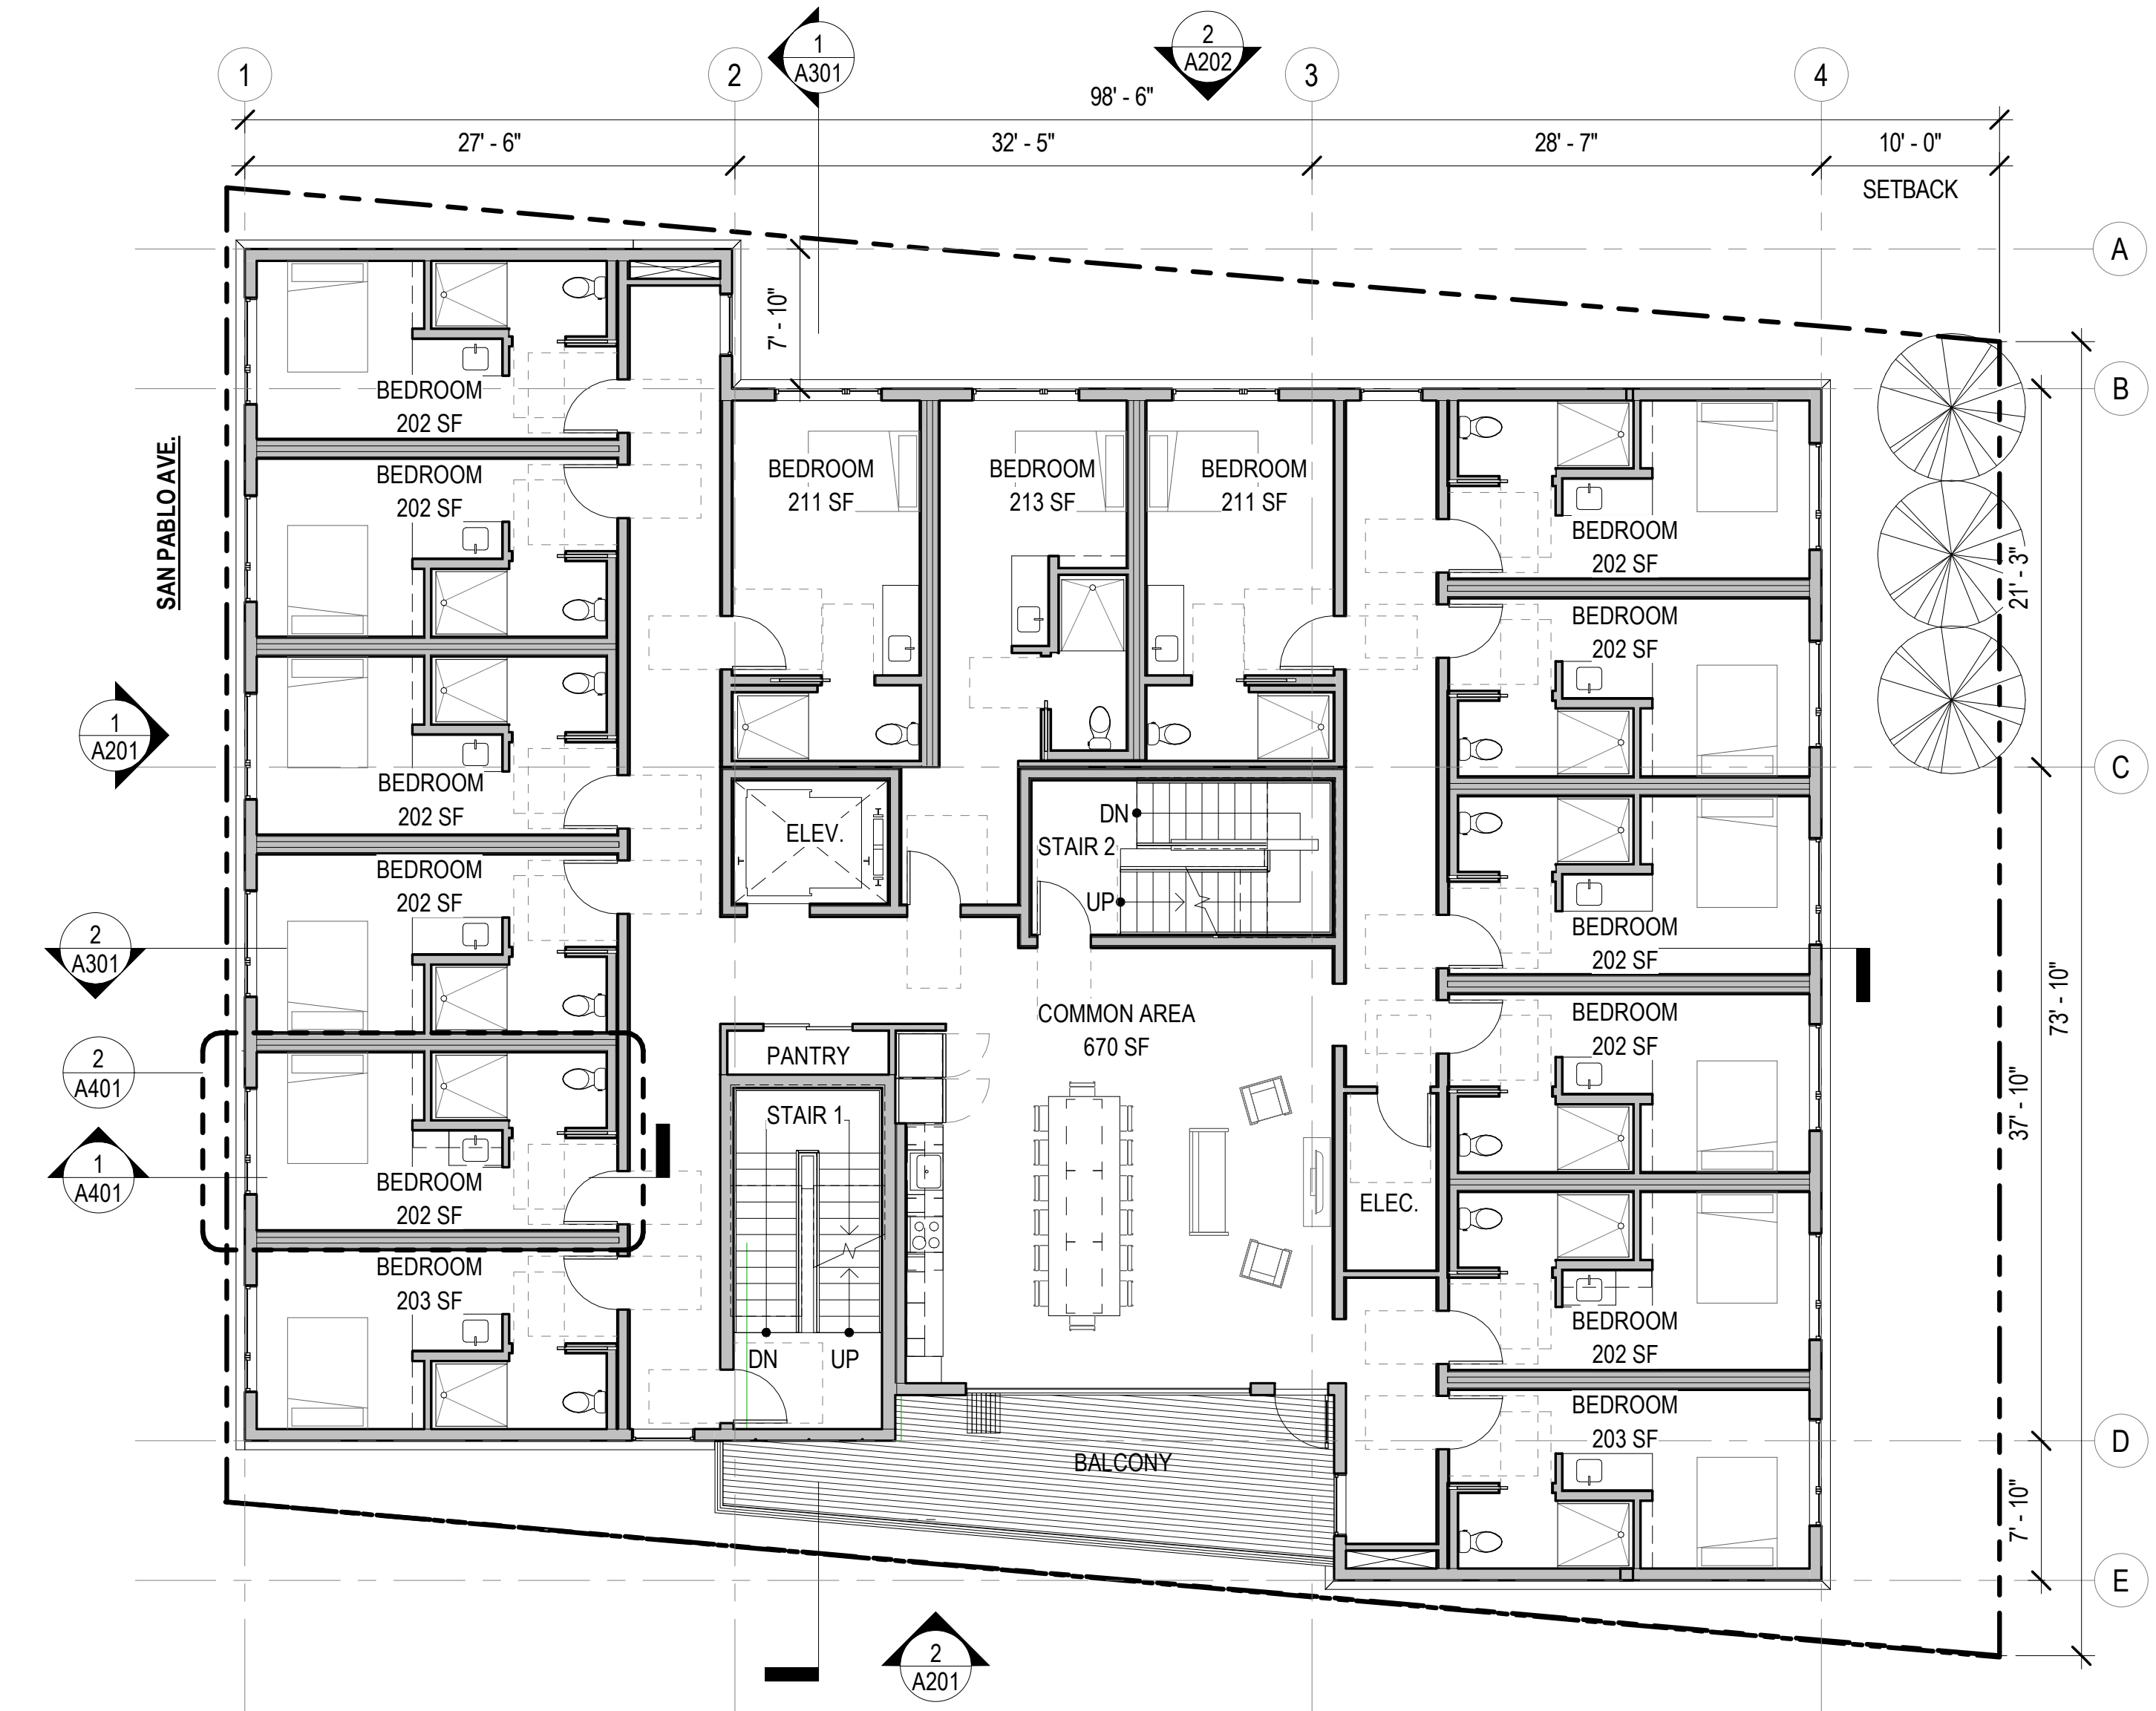 1
2
1
A301
2
A202
3
4
98' - 6"
27' - 6"
32' - 5"
28' - 7"
10' - 0"
SETBACK
A
7' - 10"
B
SAN PABLO AVE.
BEDROOM
202 SF
BEDROOM
202 SF
BEDROOM
211 SF
BEDROOM
213 SF
BEDROOM
211 SF
BEDROOM
202 SF
BEDROOM
202 SF
21' - 3"
1
A201
BEDROOM
202 SF
C
ELEV.
DN
STAIR 2
UP
BEDROOM
202 SF
BEDROOM
202 SF
2
A301
COMMON AREA
670 SF
BEDROOM
202 SF
73' - 10"
2
A401
PANTRY
STAIR 1
37' - 10"
1
A401
BEDROOM
202 SF
ELEC.
BEDROOM
203 SF
BEDROOM
202 SF
DN
UP
BEDROOM
203 SF
D
BALCONY
7' - 10"
E
2
A201